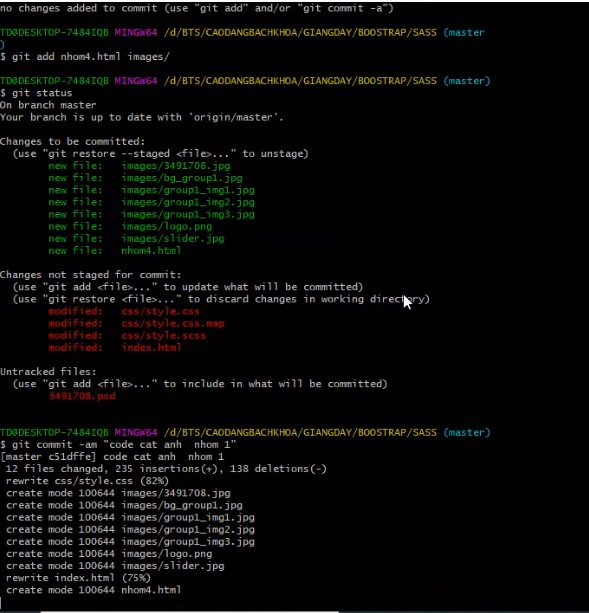 no changes added to commit (use "git add" and/or "git commit -a")
TD@DESKTOP-7484IQB MINGW64 /d/BTS/CAODANGBACHKHOA/GIANGDAY/BOOSTRAP/SASS (master
)
$ git add nhom4.html images/
TD@DESKTOP-7484IQB MINGW64 /d/BTS/CAODANGBACHKHOA/GIANGDAY/BOOSTRAP/SASS (master)
$ git status
On branch master
Your branch is up to date with 'origin/master'.
Changes to be committed:
(use "git restore --staged <file>..." to unstage)
new file: images/3491708.jpg
new file: images/bg_group1.jpg
new file: images/group1_img1.jpg
new file: images/group1_img2.jpg
new file: images/group1_img3.jpg
new file: images/logo.png
new file: images/slider.jpg
new file: nhom4.html
Changes not staged for commit:
(use "git add <file>..." to update what will be committed)
(use "git restore <file>..." to discard changes in working directory)
modified: css/style.css
modified: css/style.css.map
modified: css/style.scss
modified: index.html
Untracked files:
(use "git add <file>..." to include in what will be committed)
3491708.psd
TD@DESKTOP-7484IQB MINGW64 /d/BTS/CAODANGBACHKHOA/GIANGDAY/BOOSTRAP/SASS (master)
$ git commit -am "code cat anh  nhom 1"
[master c51dffe] code cat anh  nhom 1
12 files changed, 235 insertions(+), 138 deletions(-)
rewrite css/style.css (82%)
create mode 100644 images/3491708.jpg
create mode 100644 images/bg_group1.jpg
create mode 100644 images/group1_img1.jpg
create mode 100644 images/group1_img2.jpg
create mode 100644 images/group1_img3.jpg
create mode 100644 images/logo.png
create mode 100644 images/slider.jpg
rewrite index.html (75%)
create mode 100644 nhom4.html